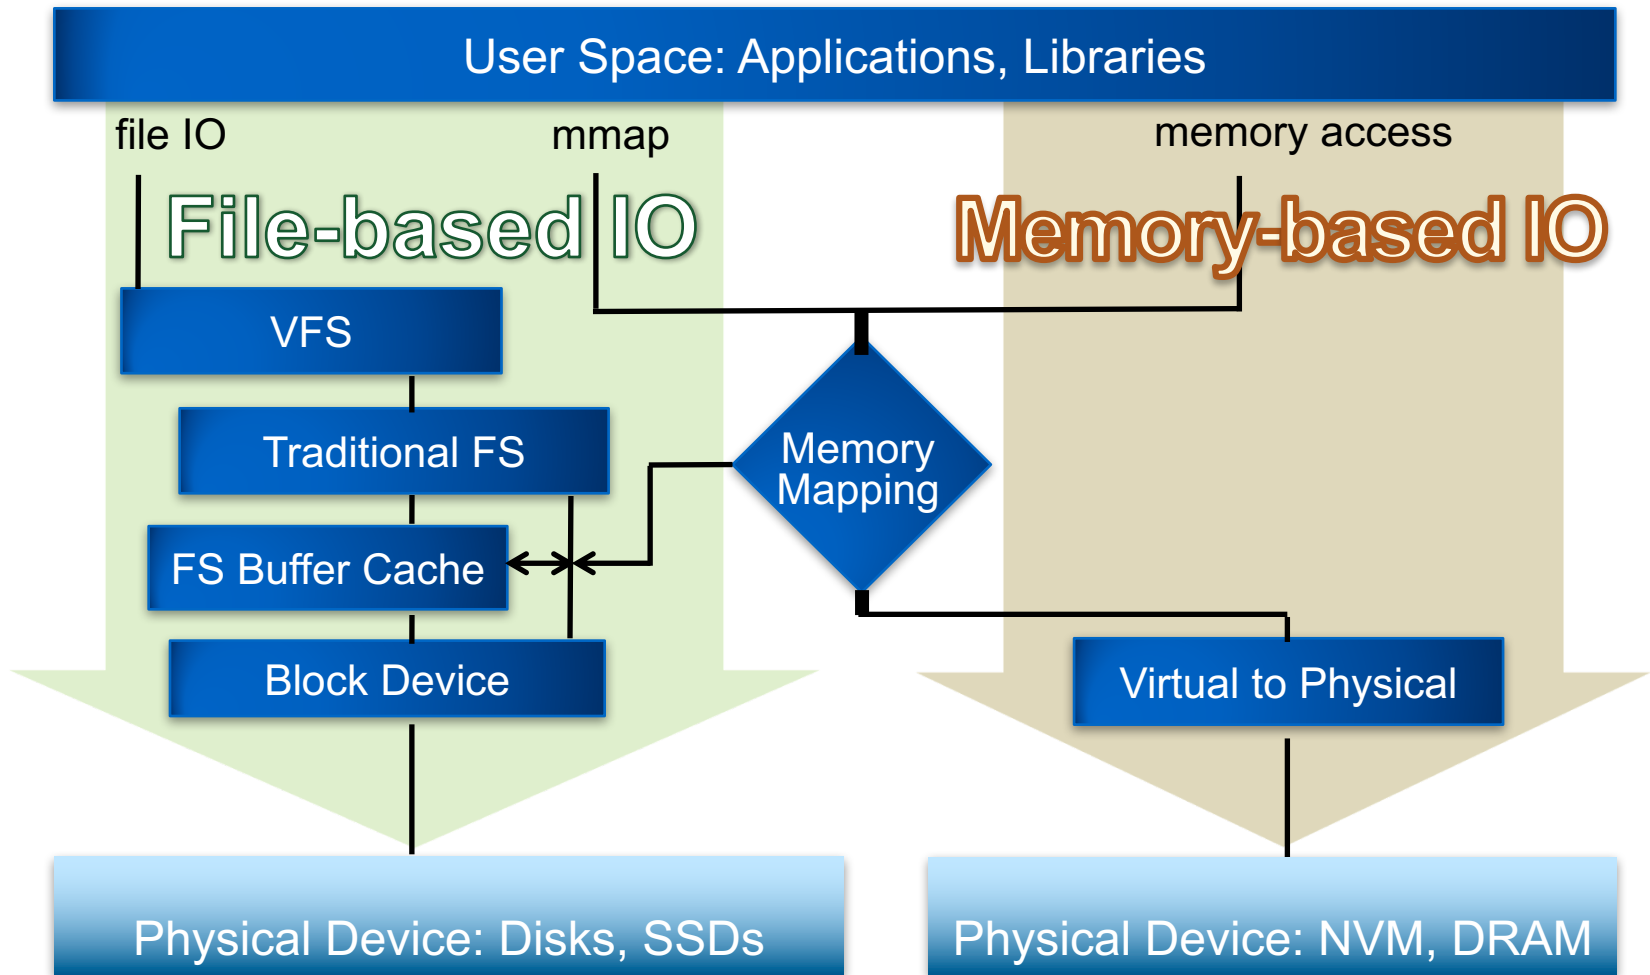 User Space: Applications, Libraries
file IO
mmap
memory access
File-based IO
Memory-based IO
VFS
Traditional FS
Memory
Mapping
FS Buffer Cache
Block Device
Virtual to Physical
Physical Device: Disks, SSDs
Physical Device: NVM, DRAM